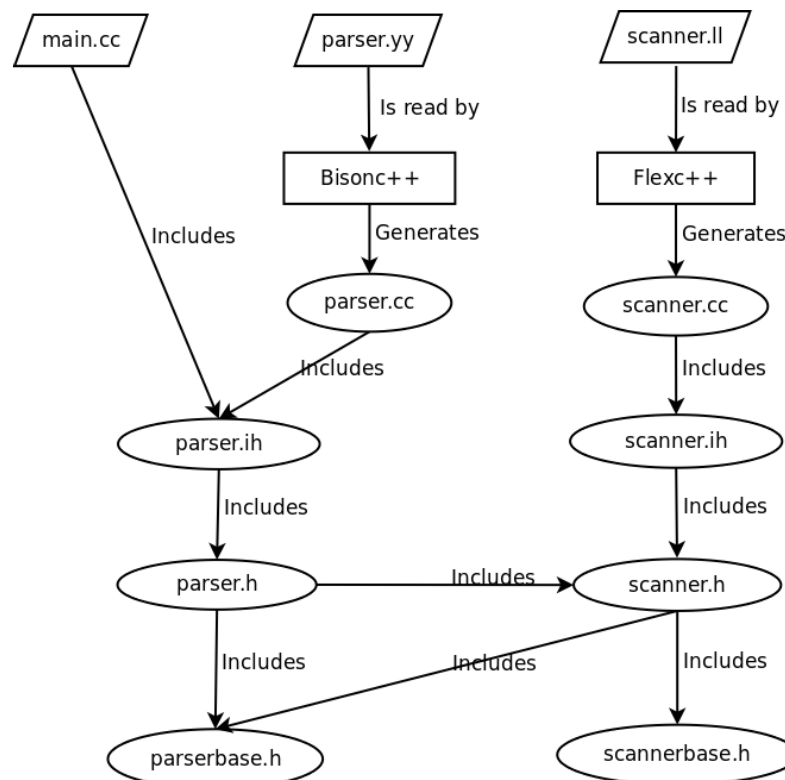 main.cc
parser.yy
scanner.ll
Is read by
Is read by
Bisonc++
Flexc++
Includes
Generates
Generates
parser.cc
scanner.cc
Includes
Includes
parser.ih
scanner.ih
Includes
Includes
parser.h
Includes
scanner.h
Includes
Includes
Includes
parserbase.h
scannerbase.h